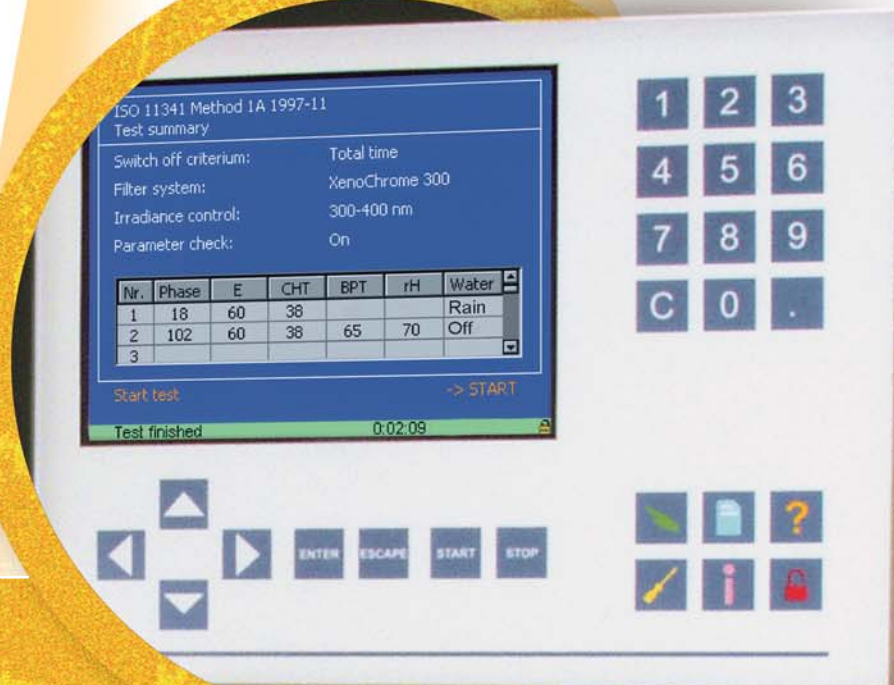 ISO 11341 Method 1A 1997-11
Test summary
Switch off criterium: Total time
Filter system: XenoChrome 300
Irradiance control: 300-400 nm
Parameter check: On
Nr. Phase E CHT BPT rH Water
1 18 60 38 Rain
2 102 60 38 65 70 Off
3
Start test -> START
Test finished 0:02:09
1 2 3
4 5 6
7 8 9
C 0 .
ENTER ESCAPE START STOP
?
i